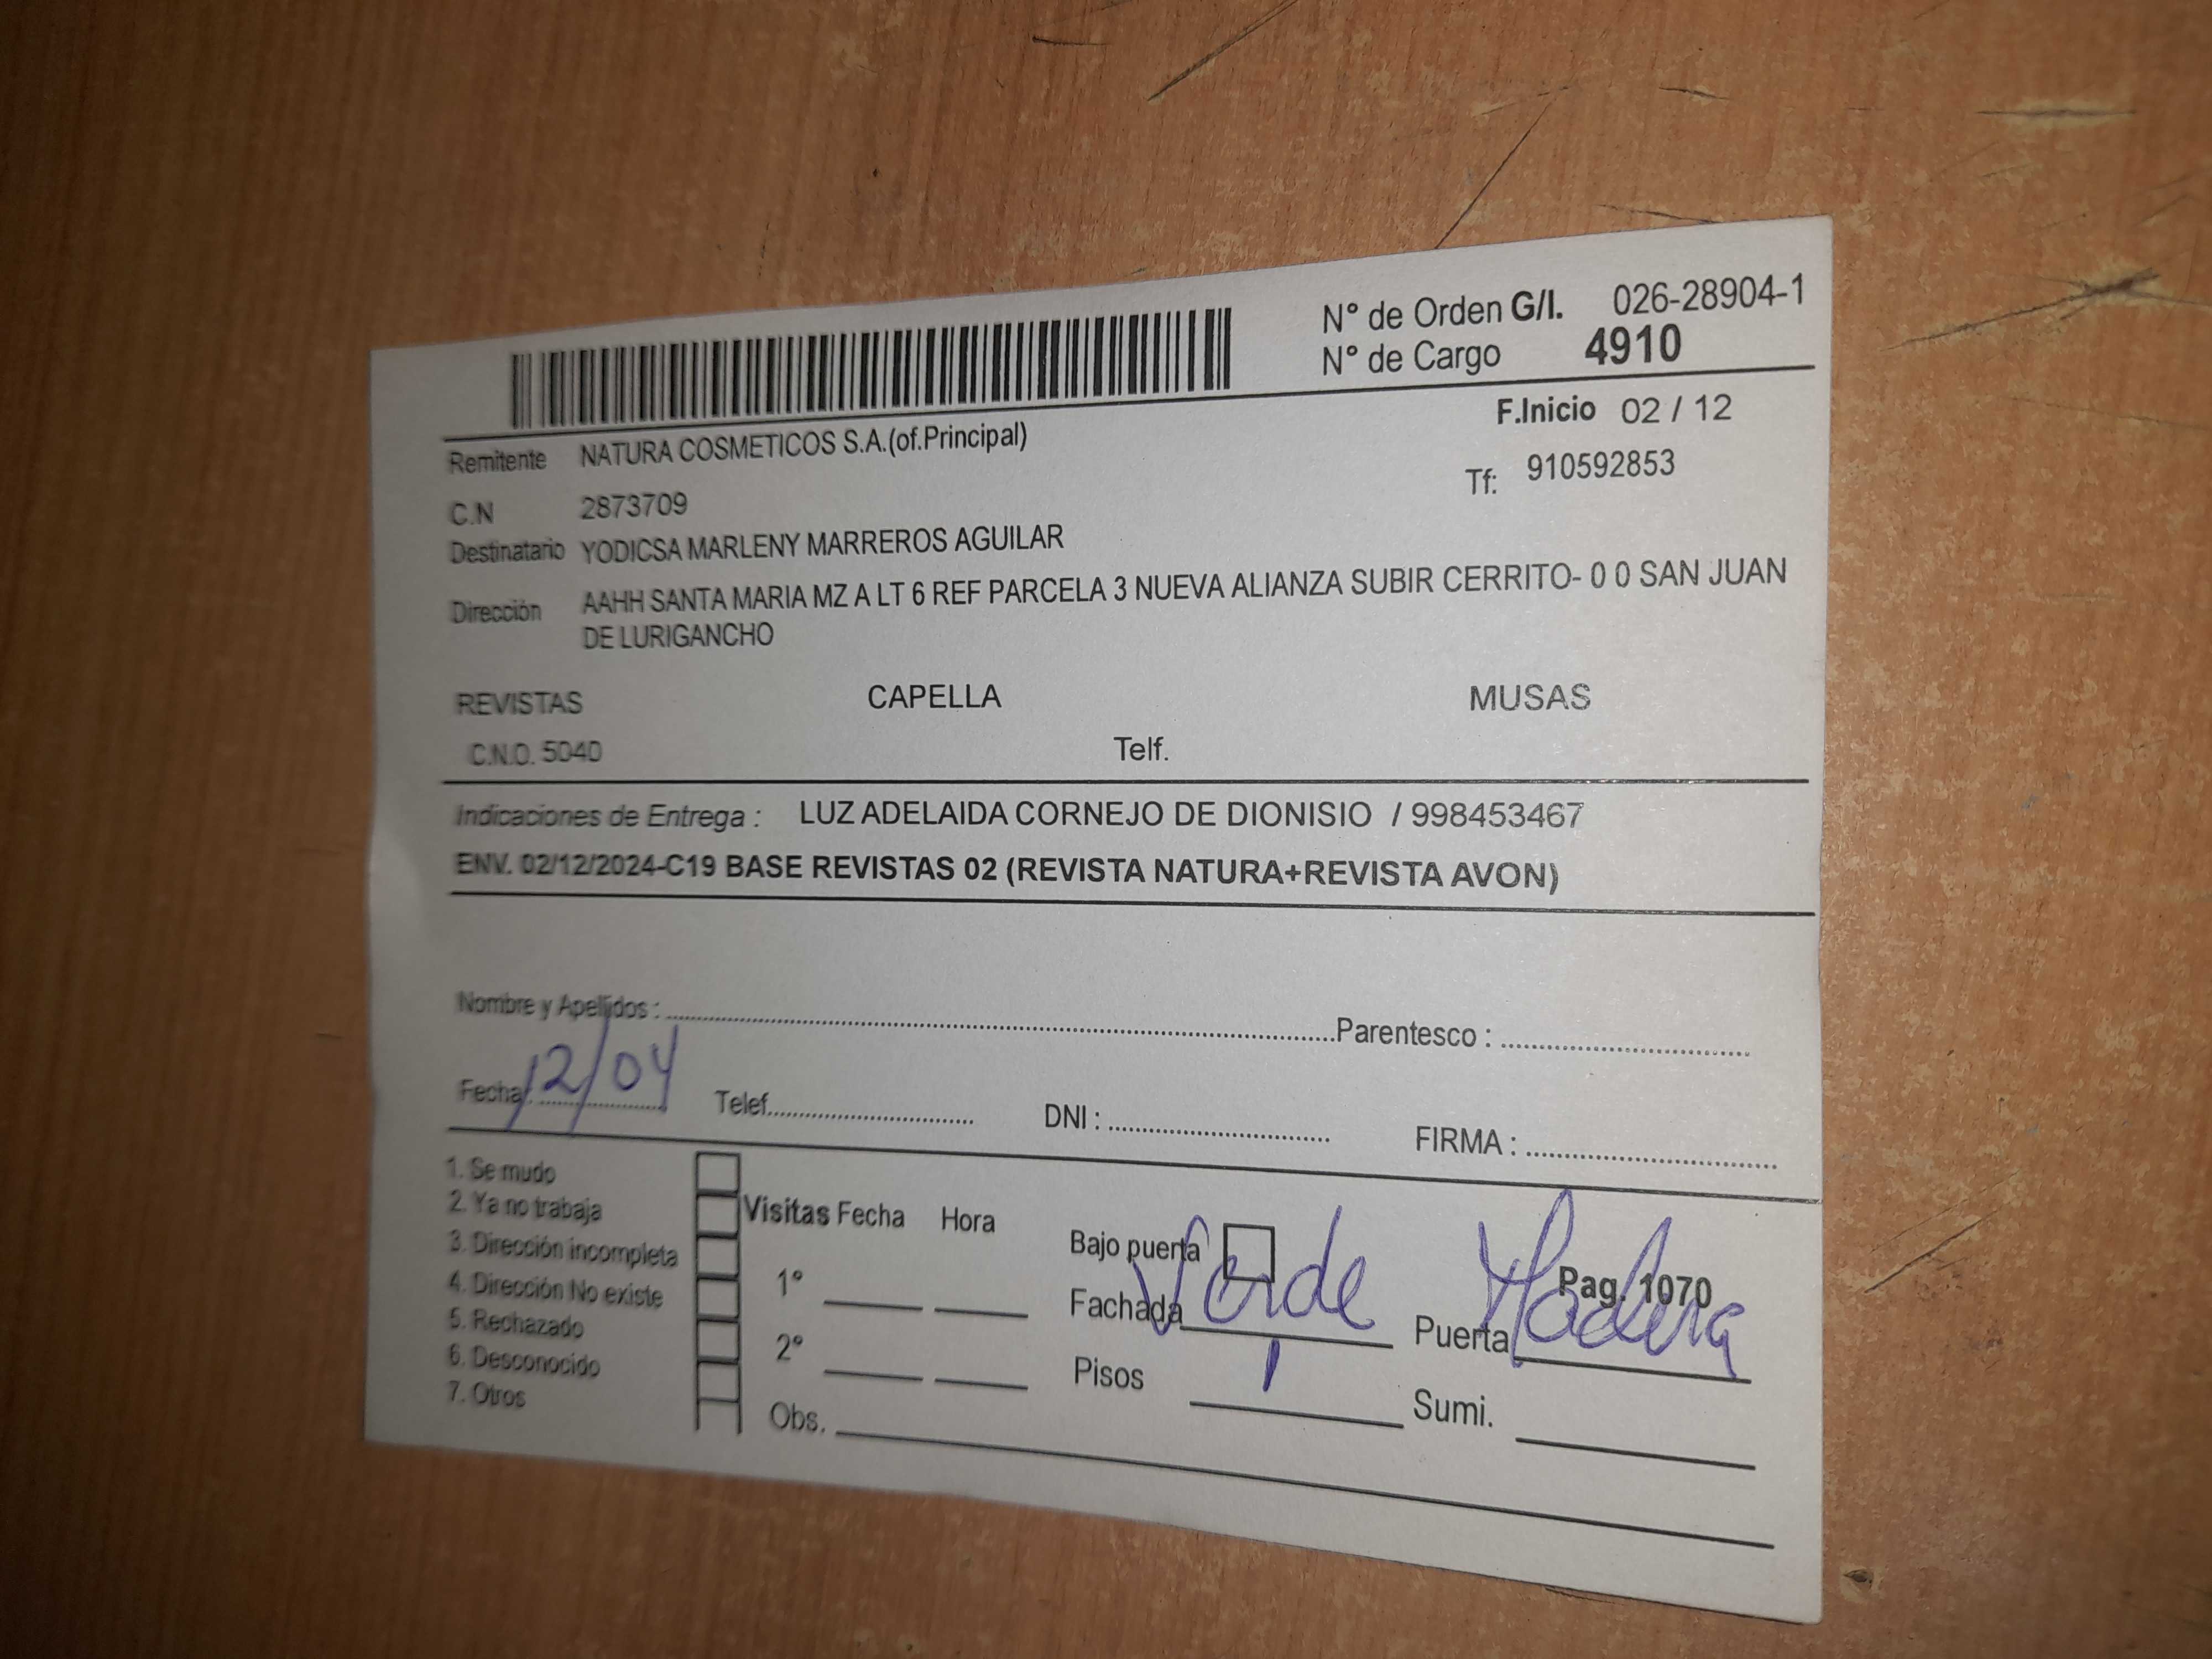 N° de Orden G/I. 026-28904-1
N° de Cargo 4910
F.Inicio 02 / 12
Remitente NATURA COSMETICOS S.A.(of.Principal)
Tf: 910592853
C.N 2873709
Destinatario YODICSA MARLENY MARREROS AGUILAR
Dirección AAHH SANTA MARIA MZ A LT 6 REF PARCELA 3 NUEVA ALIANZA SUBIR CERRITO- 0 0 SAN JUAN
DE LURIGANCHO
REVISTAS CAPELLA MUSAS
C.N.O. 5040 Telf.
Indicaciones de Entrega : LUZ ADELAIDA CORNEJO DE DIONISIO / 998453467
ENV. 02/12/2024-C19 BASE REVISTAS 02 (REVISTA NATURA+REVISTA AVON)
Nombre y Apellidos : Parentesco :
Fecha: 12/04 Telef. DNI : FIRMA :
1. Se mudo
2. Ya no trabaja
3. Dirección incompleta
4. Dirección No existe
5. Rechazado
6. Desconocido
7. Otros
Visitas Fecha Hora
1°
2°
Obs.
Bajo puerta
Fachada Verde
Pisos 1
Pag. 1070
Puerta Madera
Sumi.